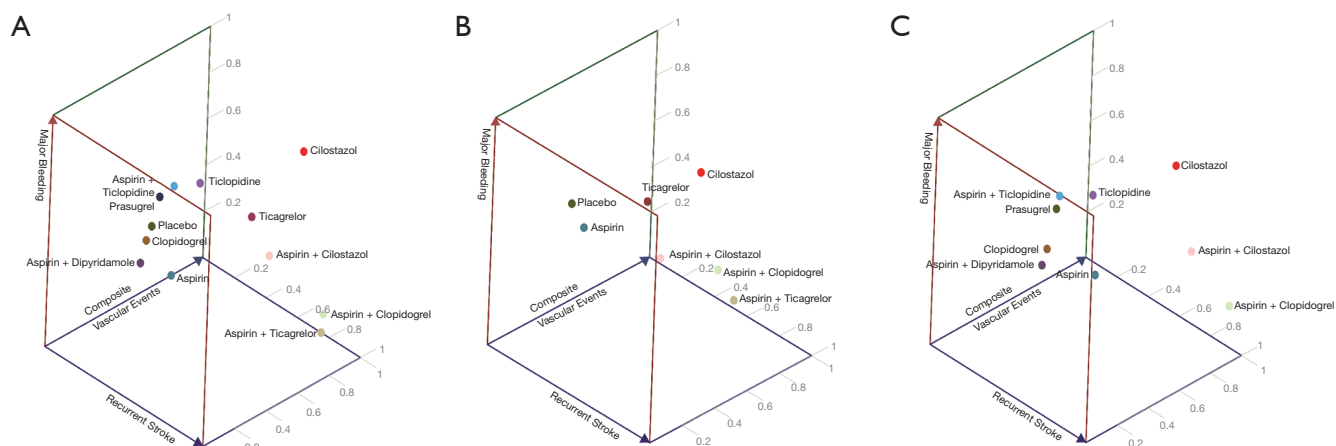 A
1
0.8
0.6
0.4
0.2
Major Bleeding
Cilostazol
Aspirin +
Ticlopidine
Prasugrel
Ticlopidine
Placebo
Ticagrelor
Clopidogrel
Aspirin + Cilostazol
Aspirin + Dipyridamole
Aspirin
0.2
0.4
0.6
0.8
1
Composite
Vascular Events
Aspirin + Clopidogrel
Aspirin + Ticagrelor
Recurrent Stroke
0.2
0.4
0.6
0.8
1
B
1
0.8
0.6
0.4
0.2
Major Bleeding
Cilostazol
Ticagrelor
Placebo
Aspirin
Aspirin + Cilostazol
0.2
Aspirin + Clopidogrel
0.4
Aspirin + Ticagrelor
0.6
0.8
1
Composite
Vascular Events
Recurrent Stroke
0.2
0.4
0.6
0.8
1
C
1
0.8
0.6
0.4
0.2
Major Bleeding
Cilostazol
Aspirin + Ticlopidine
Ticlopidine
Prasugrel
Clopidogrel
Aspirin + Cilostazol
Aspirin + Dipyridamole
Aspirin
0.2
0.4
0.6
0.8
1
Composite
Vascular Events
Aspirin + Clopidogrel
Recurrent Stroke
0.2
0.4
0.6
0.8
1